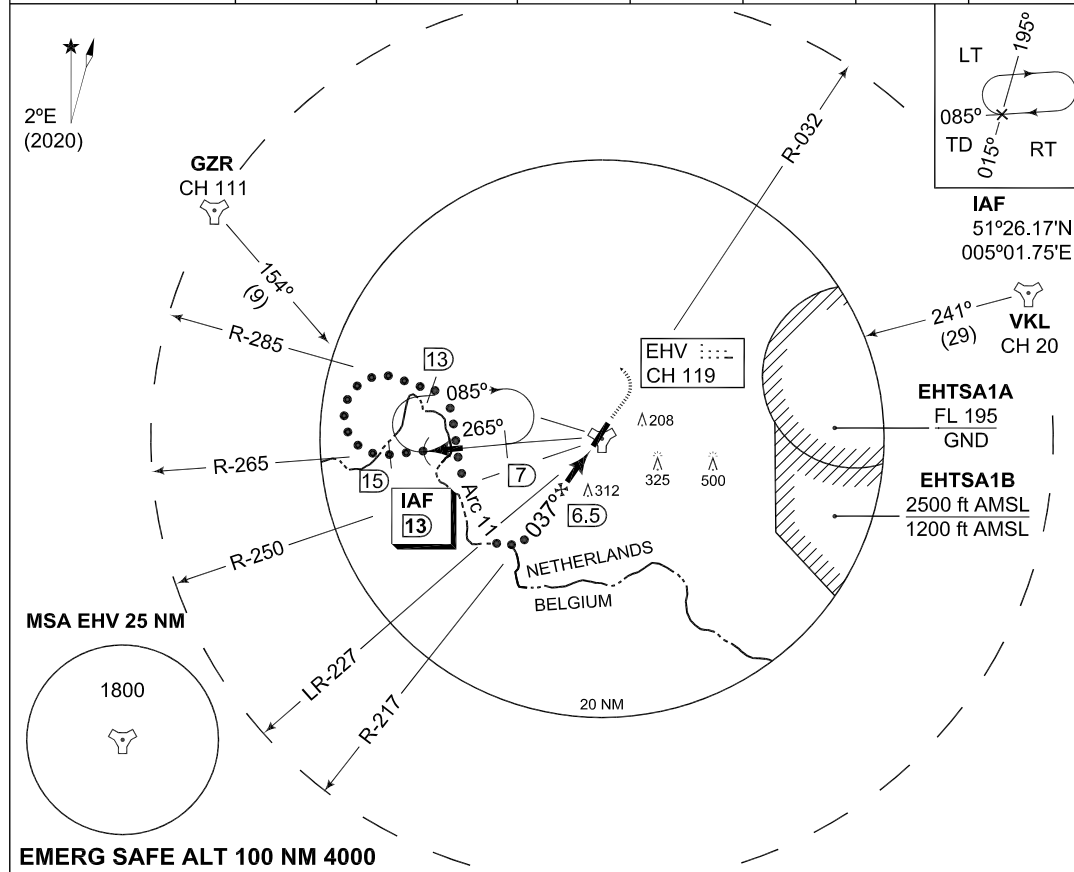 2ºE
(2020)
GZR
CH 111
154º
(9)
R-285
R-265
R-250
13
085º
265º
15
7
IAF
13
Arc 11
037º
6.5
312
208
325
500
R-032
EHV
CH 119
LT
195º
085º
TD
015º
RT
IAF
51º26.17'N
005º01.75'E
241º
(29)
VKL
CH 20
EHTSA1A
FL 195
GND
EHTSA1B
2500 ft AMSL
1200 ft AMSL
NETHERLANDS
BELGIUM
LR-227
R-217
20 NM
MSA EHV 25 NM
1800
EMERG SAFE ALT 100 NM 4000